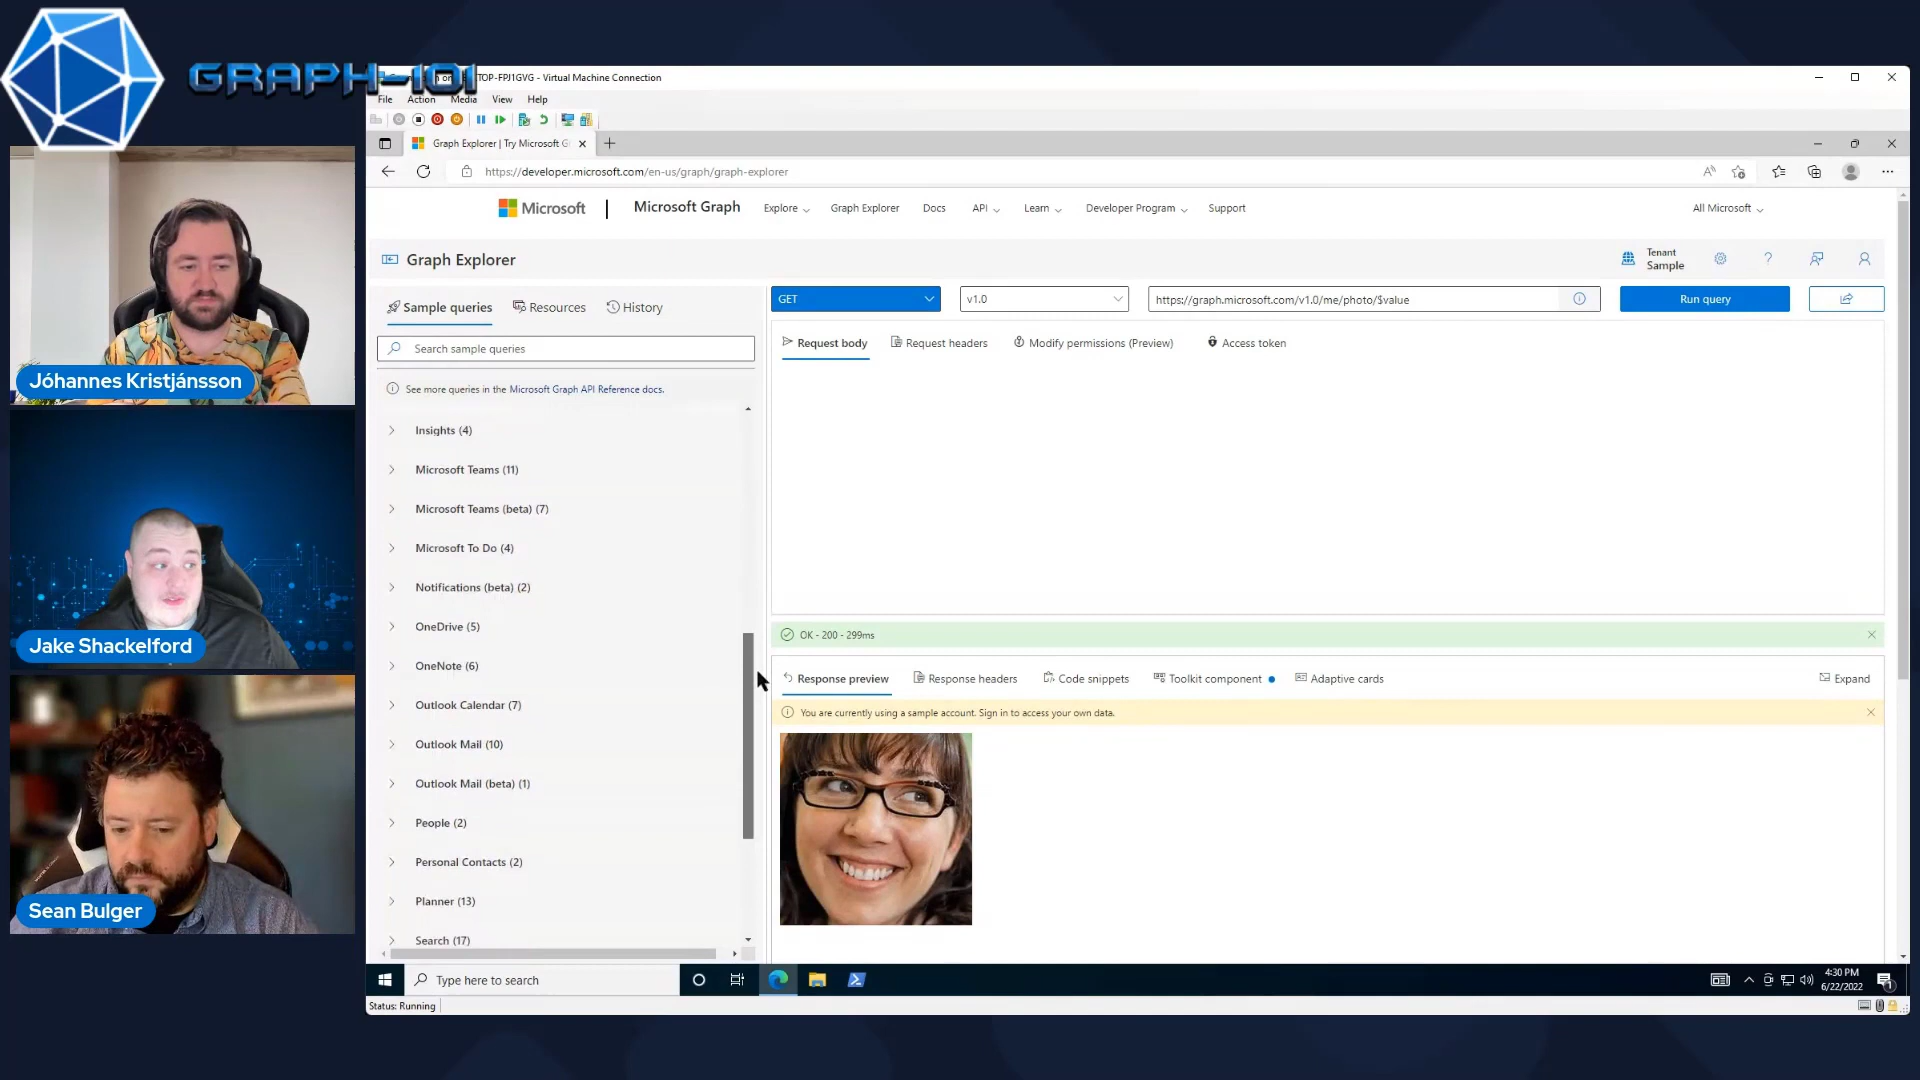 GRAPH-101
TOP-FPJ1GVG - Virtual Machine Connection
File Action Media View Help
Graph Explorer | Try Microsoft G
https://developer.microsoft.com/en-us/graph/graph-explorer
Microsoft | Microsoft Graph Explore Graph Explorer Docs API Learn Developer Program Support All Microsoft
Graph Explorer
Tenant
Sample
Sample queries Resources History
GET v1.0 https://graph.microsoft.com/v1.0/me/photo/$value Run query
Search sample queries
Request body Request headers Modify permissions (Preview) Access token
See more queries in the Microsoft Graph API Reference docs.
Insights (4)
Microsoft Teams (11)
Microsoft Teams (beta) (7)
Microsoft To Do (4)
Notifications (beta) (2)
OneDrive (5)
OneNote (6)
Outlook Calendar (7)
Outlook Mail (10)
Outlook Mail (beta) (1)
People (2)
Personal Contacts (2)
Planner (13)
Search (17)
OK - 200 - 299ms
Response preview Response headers Code snippets Toolkit component Adaptive cards Expand
You are currently using a sample account. Sign in to access your own data.
Jóhannes Kristjánsson
Jake Shackelford
Sean Bulger
Type here to search
4:30 PM
6/22/2022
Status: Running